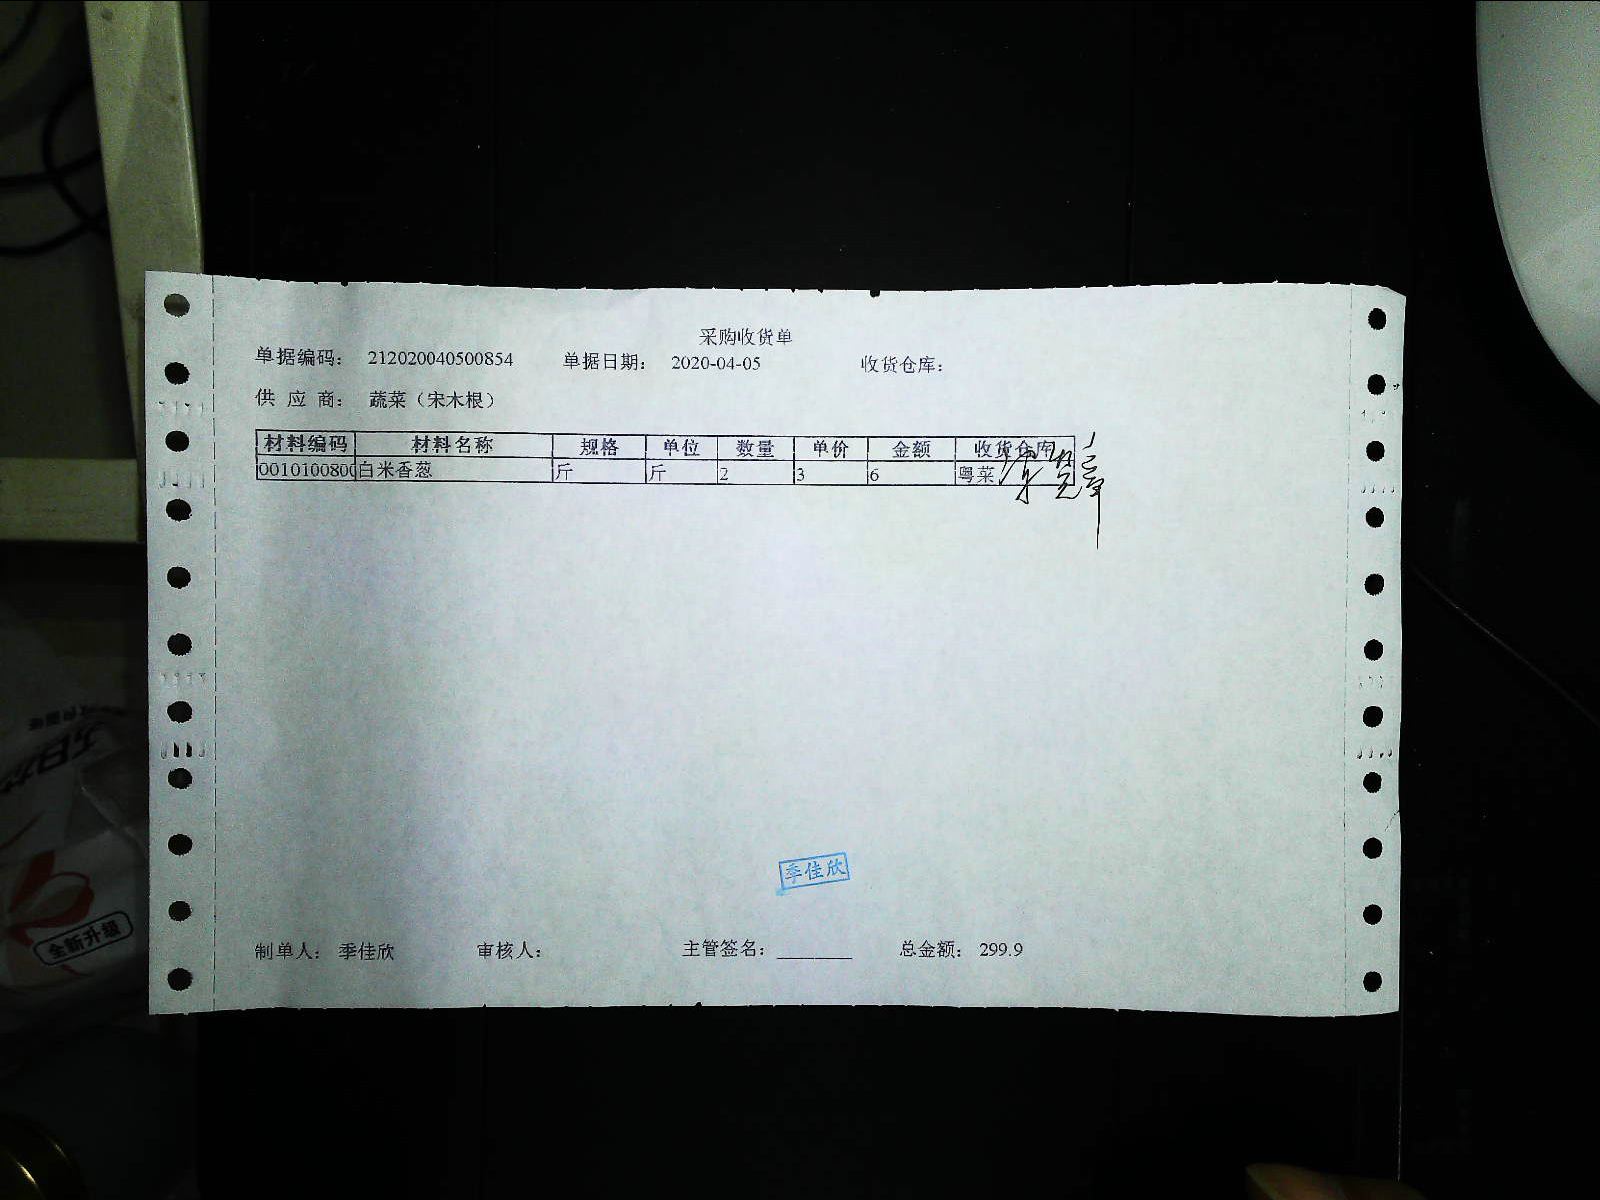 采购收货单
单据编码： 212020040500854 单据日期： 2020-04-05 收货仓库：
供 应 商： 蔬菜（宋木根）
材料编码 材料名称 规格 单位 数量 单价 金额 收货仓库
0010100800 白米香葱 斤 斤 2 3 6 粤菜
季佳欣
制单人： 季佳欣 审核人： 主管签名： 总金额： 299.9
全新升级